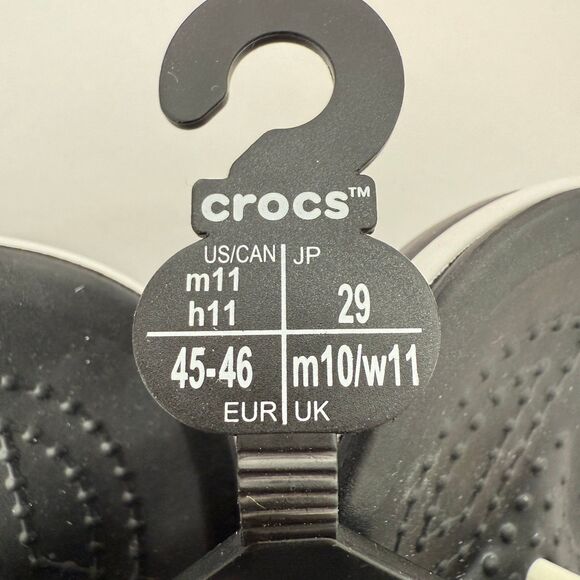 crocs™
US/CAN JP
m11
h11 29
45-46 m10/w11
EUR UK